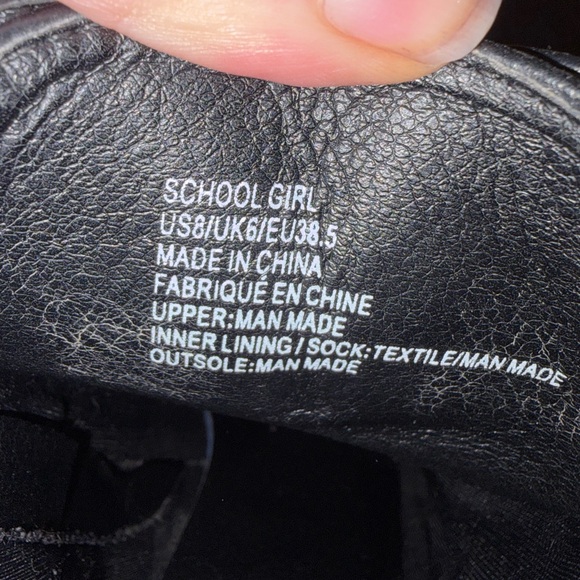 SCHOOL GIRL
US8/UK6/EU38.5
MADE IN CHINA
FABRIQUÉ EN CHINE
UPPER:MAN MADE
INNER LINING / SOCK:TEXTILE/MAN MADE
OUTSOLE:MAN MADE